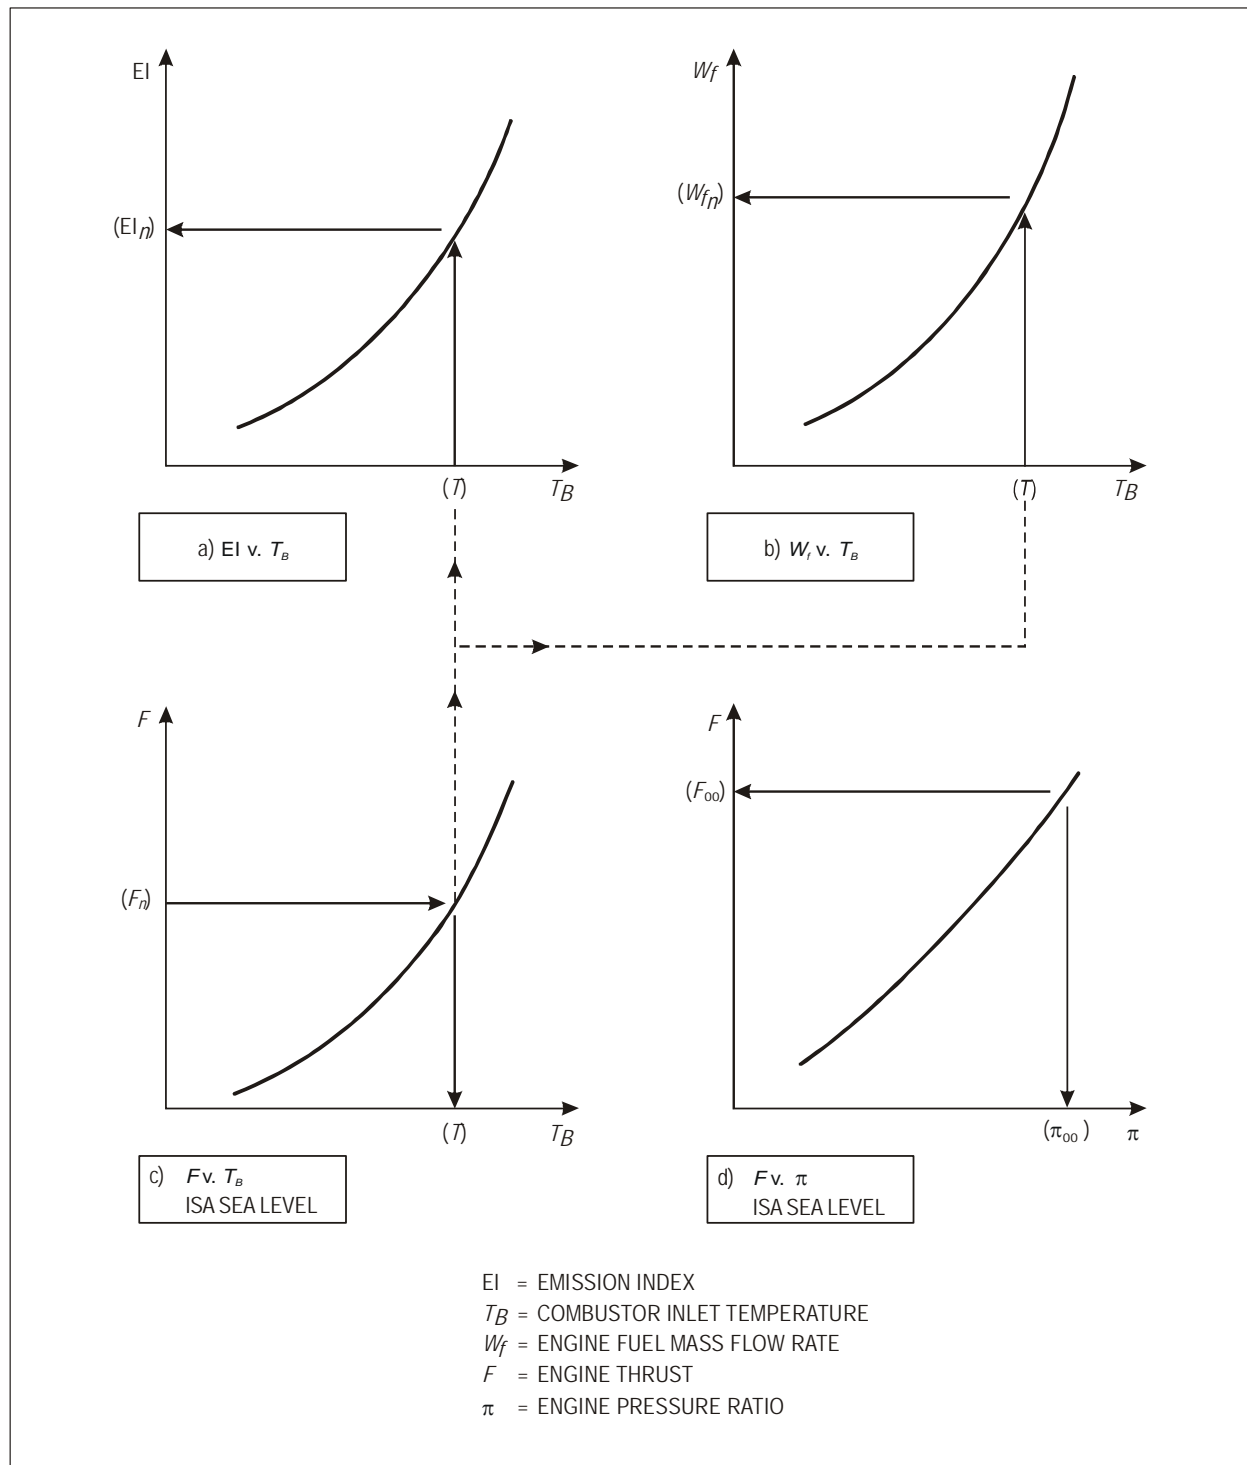 EI
(EIn)
(T)
TB
a) EI v. TB
Wf
(Wfn)
(T)
TB
b) Wf v. TB
F
(Fn)
(T)
TB
c) F v. TB
ISA SEA LEVEL
F
(F00)
(π00)
π
d) F v. π
ISA SEA LEVEL
EI = EMISSION INDEX
TB = COMBUSTOR INLET TEMPERATURE
Wf = ENGINE FUEL MASS FLOW RATE
F = ENGINE THRUST
π = ENGINE PRESSURE RATIO